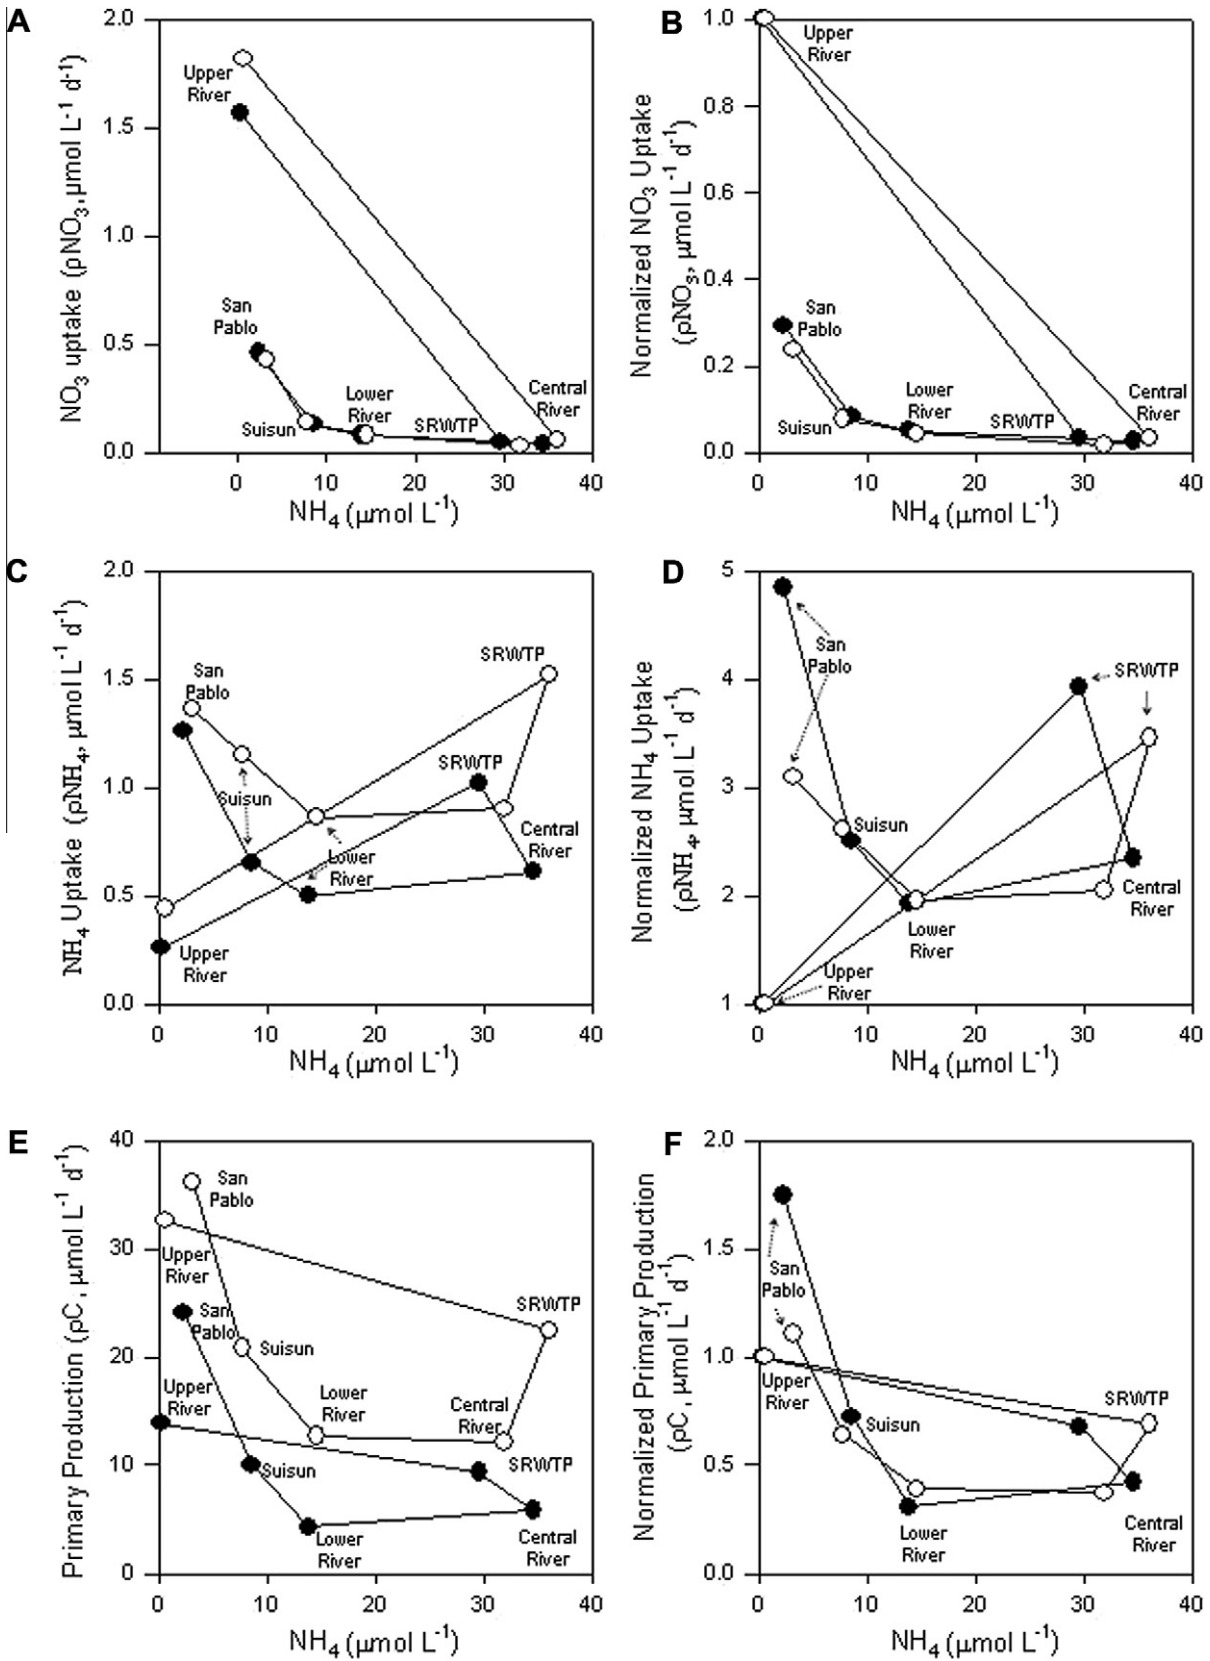 A
2.0
1.5
1.0
0.5
0.0
NO3 uptake (ρNO3,µmol L-1 d-1)
Upper
River
San
Pablo
Suisun
Lower
River
SRWTP
Central
River
0 10 20 30 40
NH4 (µmol L-1)
B
1.0
0.8
0.6
0.4
0.2
0.0
Normalized NO3 Uptake
(ρNO3, µmol L-1 d-1)
Upper
River
San
Pablo
Suisun
Lower
River
SRWTP
Central
River
0 10 20 30 40
NH4 (µmol L-1)
C
2.0
1.5
1.0
0.5
0.0
NH4 Uptake (ρNH4, µmol L-1 d-1)
San
Pablo
SRWTP
SRWTP
Suisun
Central
River
Lower
River
Upper
River
0 10 20 30 40
NH4 (µmol L-1)
D
5
4
3
2
1
Normalized NH4 Uptake
(ρNH4, µmol L-1 d-1)
San
Pablo
SRWTP
Suisun
Central
River
Lower
River
Upper
River
0 10 20 30 40
NH4 (µmol L-1)
E
40
30
20
10
0
Primary Production (ρC, µmol L-1 d-1)
San
Pablo
Upper
River
San
Pablo
SRWTP
Suisun
Upper
River
Lower
River
Central
River
SRWTP
Suisun
Lower
River
Central
River
0 10 20 30 40
NH4 (µmol L-1)
F
2.0
1.5
1.0
0.5
0.0
Normalized Primary Production
(ρC, µmol L-1 d-1)
San
Pablo
Upper
River
SRWTP
Suisun
Lower
River
Central
River
0 10 20 30 40
NH4 (µmol L-1)